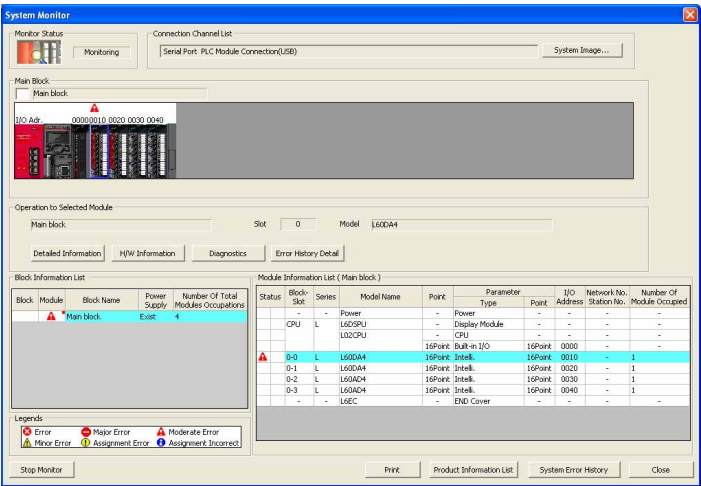 System Monitor
Monitor Status
Monitoring
Connection Channel List
Serial Port PLC Module Connection(USB)
System Image...
Main Block
Main block
I/O Adr. 00000010 0020 0030 0040
Operation to Selected Module
Main block Slot 0 Model L60DA4
Detailed Information H/W Information Diagnostics Error History Detail
Block Information List
Block Module Block Name Power Supply Number Of Total Modules Occupations
Main block Exist 4
Module Information List ( Main block )
Status Block-Slot Series Model Name Point Parameter Type Point I/O Address Network No. Station No. Number Of Module Occupied
- - Power - Power - - - -
CPU L L6DSPU - Display Module - - - -
L02CPU - CPU - - - -
16Point Built-in I/O 16Point 0000 - -
0-0 L L60DA4 16Point Intelli. 16Point 0010 - 1
0-1 L L60DA4 16Point Intelli. 16Point 0020 - 1
0-2 L L60AD4 16Point Intelli. 16Point 0030 - 1
0-3 L L60AD4 16Point Intelli. 16Point 0040 - 1
- - L6EC - END Cover - - - -
Legends
Error Major Error Moderate Error
Minor Error Assignment Error Assignment Incorrect
Stop Monitor Print Product Information List System Error History Close